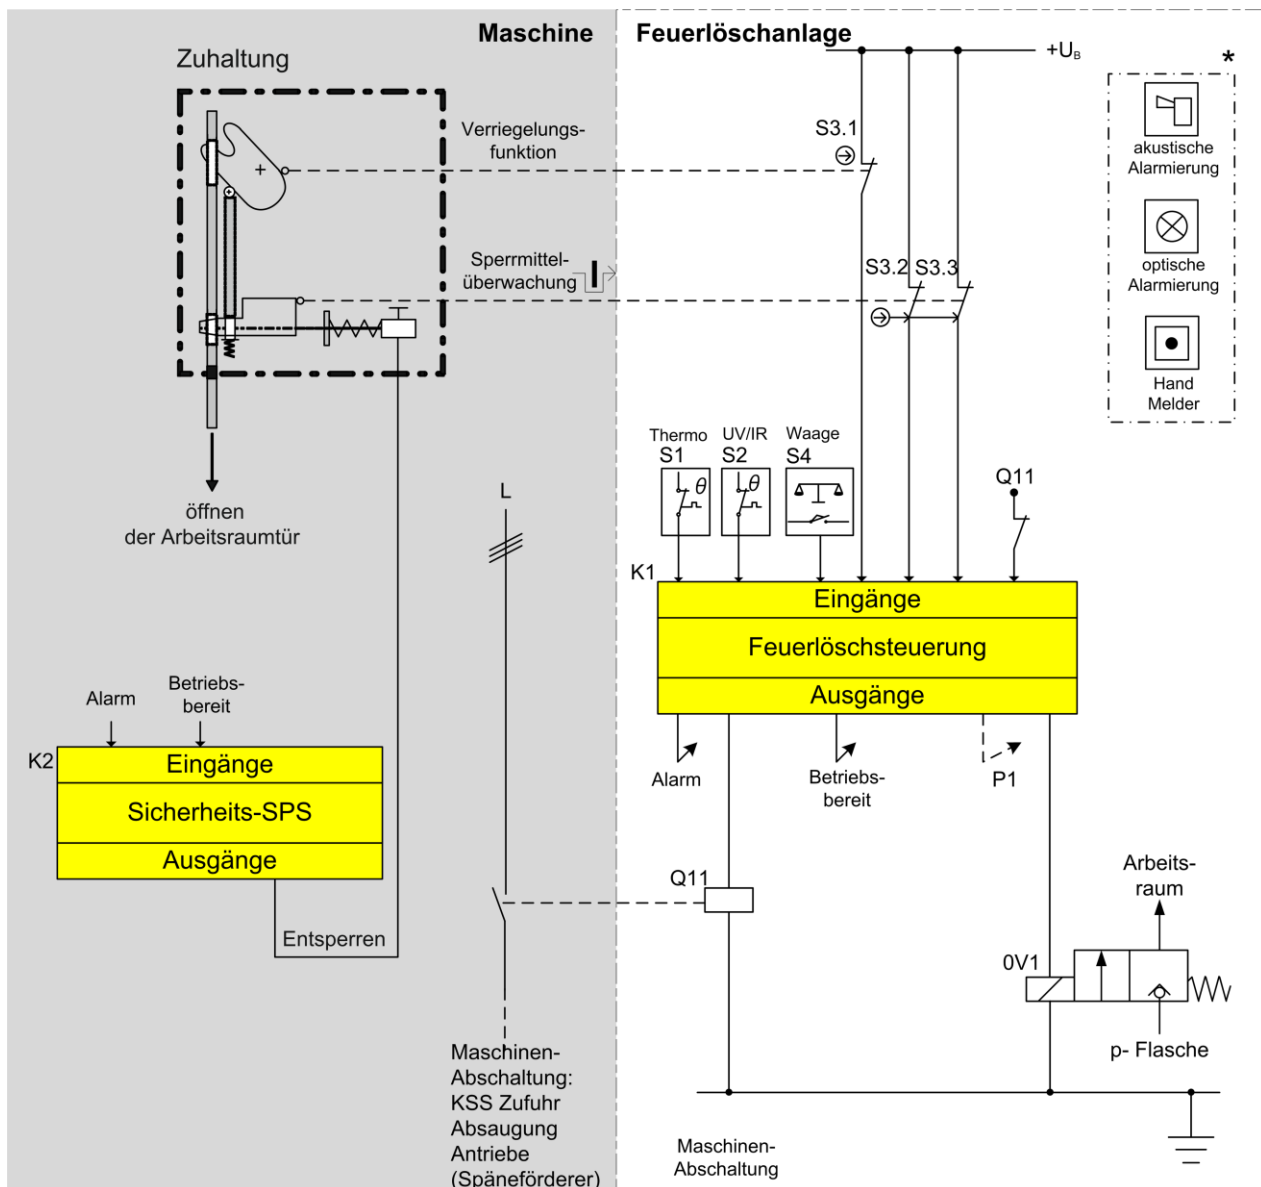 Maschine
Feuerlöschanlage
Zuhaltung
Verriegelungs-
funktion
Sperrmittel-
überwachung
öffnen
der Arbeitsraumtür
L
Alarm
Betriebs-
bereit
K2
Eingänge
Sicherheits-SPS
Ausgänge
Entsperren
Maschinen-
Abschaltung:
KSS Zufuhr
Absaugung
Antriebe
(Späneförderer)
+UB
S3.1
S3.2
S3.3
*
akustische
Alarmierung
optische
Alarmierung
Hand
Melder
Thermo
S1
θ
UV/IR
S2
θ
Waage
S4
Q11
K1
Eingänge
Feuerlöschsteuerung
Ausgänge
Alarm
Betriebs-
bereit
P1
Q11
Arbeits-
raum
0V1
p- Flasche
Maschinen-
Abschaltung